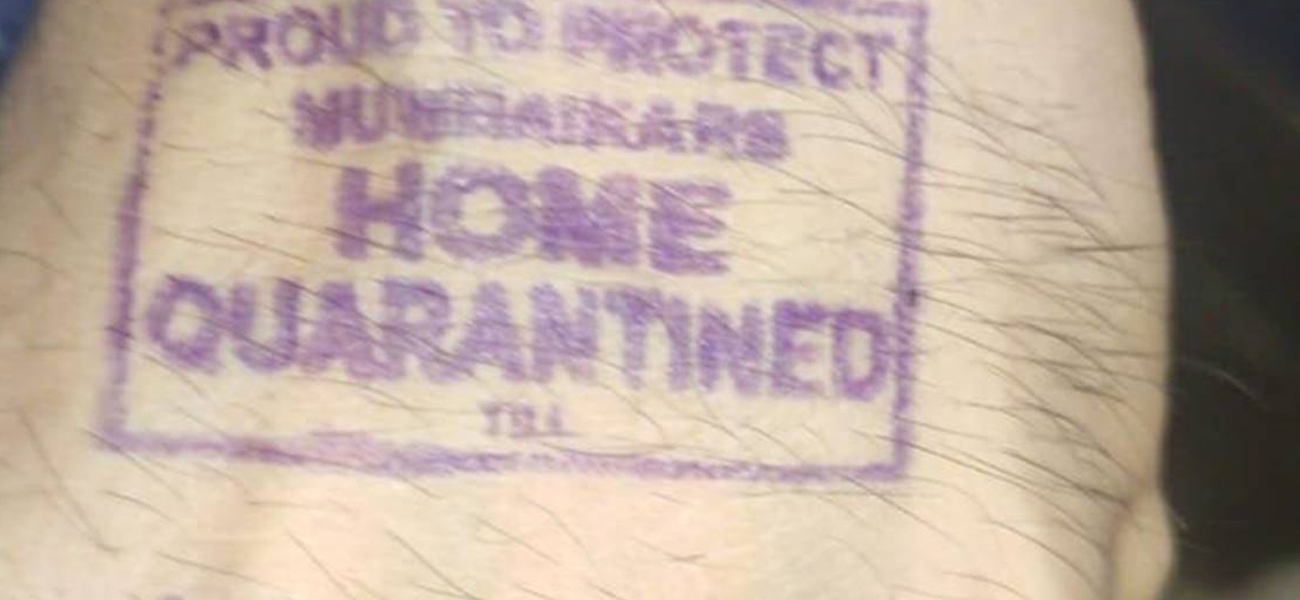 PROUD TO PROTECT
MUMBAIKARS
HOME
QUARANTINED